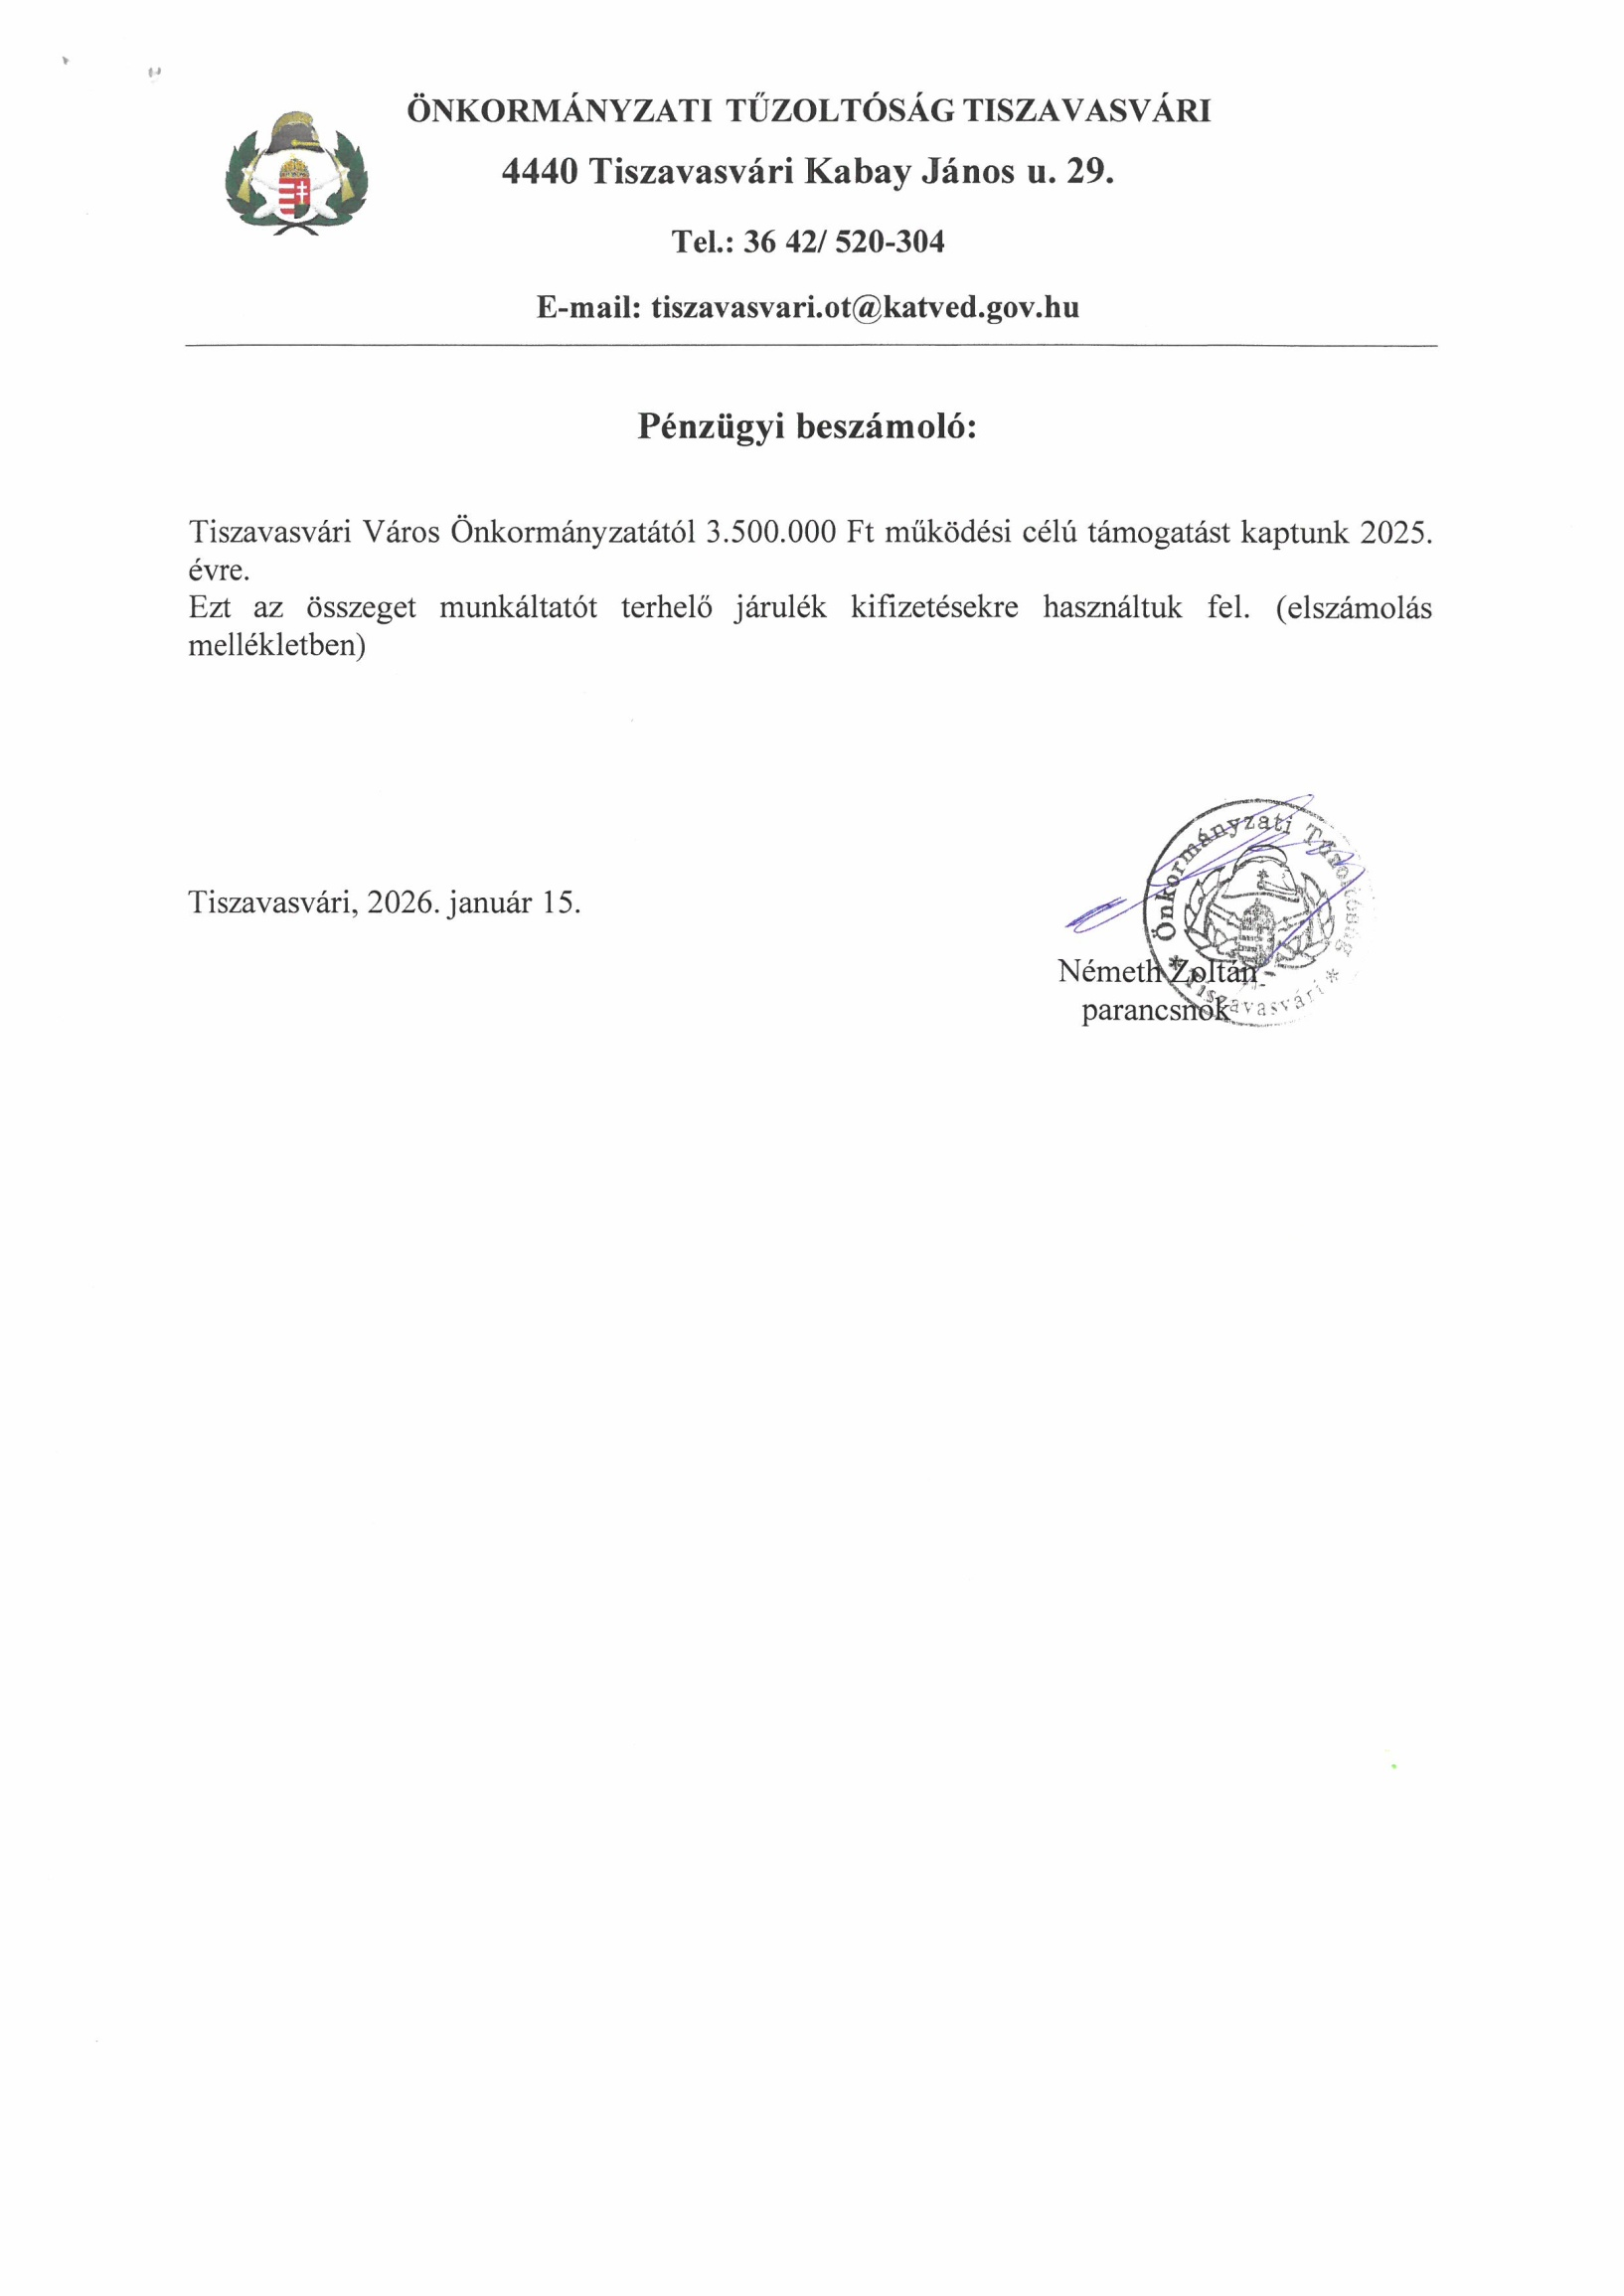 ÖNKORMÁNYZATI TŰZOLTÓSÁG TISZAVASVÁRI
4440 Tiszavasvári Kabay János u. 29.
Tel.: 36 42/ 520-304
E-mail: tiszavasvari.ot@katved.gov.hu
Pénzügyi beszámoló:
Tiszavasvári Város Önkormányzatától 3.500.000 Ft működési célú támogatást kaptunk 2025.
évre.
Ezt az összeget munkáltatót terhelő járulék kifizetésekre használtuk fel. (elszámolás
mellékletben)
Tiszavasvári, 2026. január 15.
Önkormányzati Tűzoltóság
* Tiszavasvári *
Németh Zoltán
parancsnok